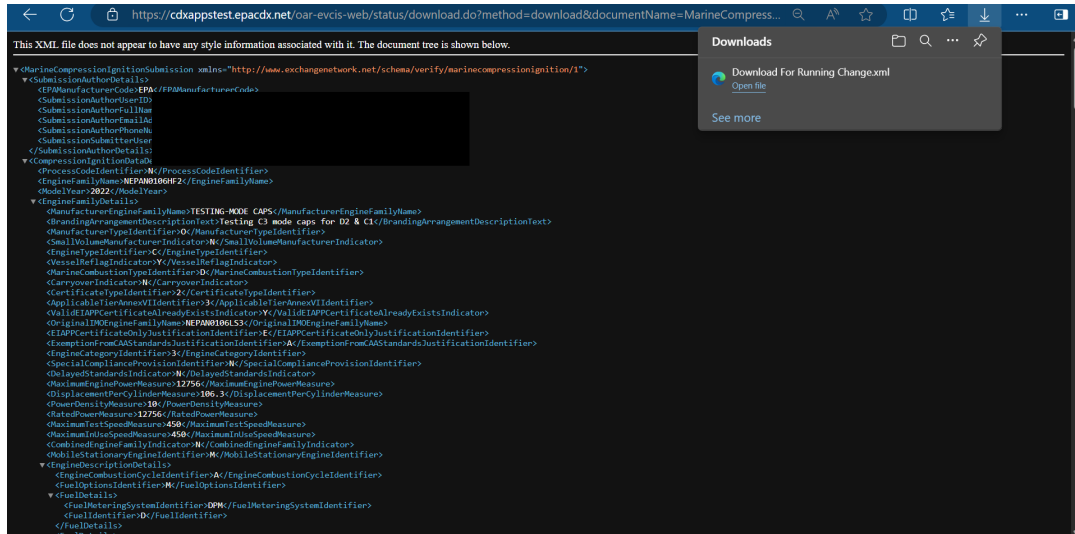 https://cdxappstest.epacdx.net/oar-evcis-web/status/download.do?method=download&documentName=MarineCompress...
This XML file does not appear to have any style information associated with it. The document tree is shown below.
Downloads
Download For Running Change.xml
Open file
See more
▼<MarineCompressionIgnitionSubmission xmlns="http://www.exchangenetwork.net/schema/verify/marinecompressionignition/1">
▼<SubmissionAuthorDetails>
<EPAManufacturerCode>EPA</EPAManufacturerCode>
<SubmissionAuthorUserID>
<SubmissionAuthorFullNam
<SubmissionAuthorEmailAd
<SubmissionAuthorPhoneNu
<SubmissionSubmitterUser
</SubmissionAuthorDetails>
▼<CompressionIgnitionDataDe
<ProcessCodeIdentifier>N</ProcessCodeIdentifier>
<EngineFamilyName>NEPAN0106HF2</EngineFamilyName>
<ModelYear>2022</ModelYear>
▼<EngineFamilyDetails>
<ManufacturerEngineFamilyName>TESTING-MODE CAPS</ManufacturerEngineFamilyName>
<BrandingArrangementDescriptionText>Testing C3 mode caps for D2 & C1</BrandingArrangementDescriptionText>
<ManufacturerTypeIdentifier>O</ManufacturerTypeIdentifier>
<SmallVolumeManufacturerIndicator>N</SmallVolumeManufacturerIndicator>
<EngineTypeIdentifier>C</EngineTypeIdentifier>
<VesselReflagIndicator>Y</VesselReflagIndicator>
<MarineCombustionTypeIdentifier>D</MarineCombustionTypeIdentifier>
<CarryoverIndicator>N</CarryoverIndicator>
<CertificateTypeIdentifier>2</CertificateTypeIdentifier>
<ApplicableTierAnnexVIIdentifier>3</ApplicableTierAnnexVIIdentifier>
<ValidEIAPPCertificateAlreadyExistsIndicator>Y</ValidEIAPPCertificateAlreadyExistsIndicator>
<OriginalIMOEngineFamilyName>NEPAN0106LS3</OriginalIMOEngineFamilyName>
<EIAPPCertificateOnlyJustificationIdentifier>E</EIAPPCertificateOnlyJustificationIdentifier>
<ExemptionFromCAAStandardsJustificationIdentifier>A</ExemptionFromCAAStandardsJustificationIdentifier>
<EngineCategoryIdentifier>3</EngineCategoryIdentifier>
<SpecialComplianceProvisionIdentifier>N</SpecialComplianceProvisionIdentifier>
<DelayedStandardsIndicator>N</DelayedStandardsIndicator>
<MaximumEnginePowerMeasure>12756</MaximumEnginePowerMeasure>
<DisplacementPerCylinderMeasure>106.3</DisplacementPerCylinderMeasure>
<PowerDensityMeasure>10</PowerDensityMeasure>
<RatedPowerMeasure>12756</RatedPowerMeasure>
<MaximumTestSpeedMeasure>450</MaximumTestSpeedMeasure>
<MaximumInUseSpeedMeasure>450</MaximumInUseSpeedMeasure>
<CombinedEngineFamilyIndicator>N</CombinedEngineFamilyIndicator>
<MobileStationaryEngineIdentifier>M</MobileStationaryEngineIdentifier>
▼<EngineDescriptionDetails>
<EngineCombustionCycleIdentifier>A</EngineCombustionCycleIdentifier>
<FuelOptionsIdentifier>M</FuelOptionsIdentifier>
▼<FuelDetails>
<FuelMeteringSystemIdentifier>DPM</FuelMeteringSystemIdentifier>
<FuelIdentifier>D</FuelIdentifier>
</FuelDetails>